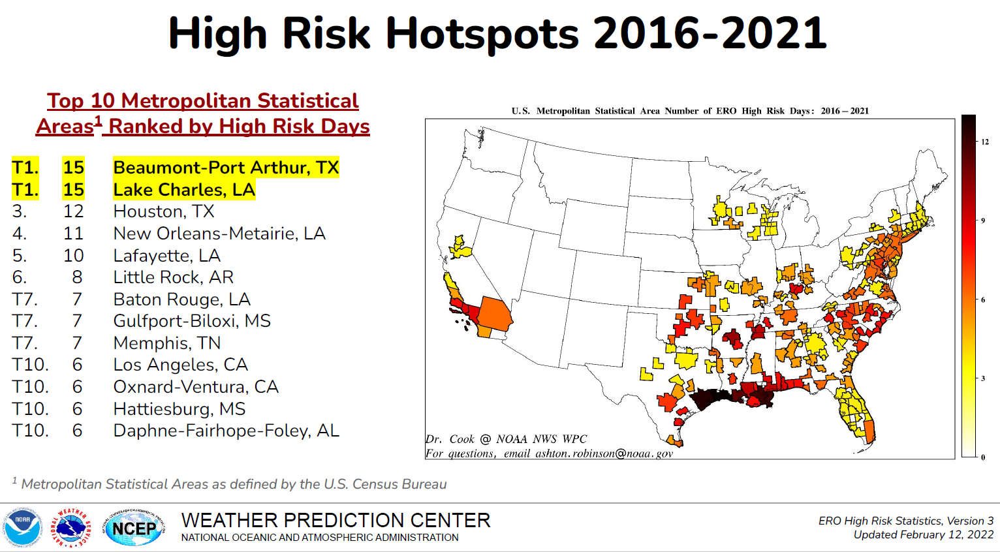 High Risk Hotspots 2016-2021
Top 10 Metropolitan Statistical
Areas¹ Ranked by High Risk Days
T1. 15 Beaumont-Port Arthur, TX
T1. 15 Lake Charles, LA
3. 12 Houston, TX
4. 11 New Orleans-Metairie, LA
5. 10 Lafayette, LA
6. 8 Little Rock, AR
T7. 7 Baton Rouge, LA
T7. 7 Gulfport-Biloxi, MS
T7. 7 Memphis, TN
T10. 6 Los Angeles, CA
T10. 6 Oxnard-Ventura, CA
T10. 6 Hattiesburg, MS
T10. 6 Daphne-Fairhope-Foley, AL
¹ Metropolitan Statistical Areas as defined by the U.S. Census Bureau
U.S. Metropolitan Statistical Area Number of ERO High Risk Days: 2016-2021
12
9
6
3
0
Dr. Cook @ NOAA NWS WPC
For questions, email ashton.robinson@noaa.gov
NOAA
NATIONAL WEATHER SERVICE
NCEP
WEATHER PREDICTION CENTER
NATIONAL OCEANIC AND ATMOSPHERIC ADMINISTRATION
ERO High Risk Statistics, Version 3
Updated February 12, 2022